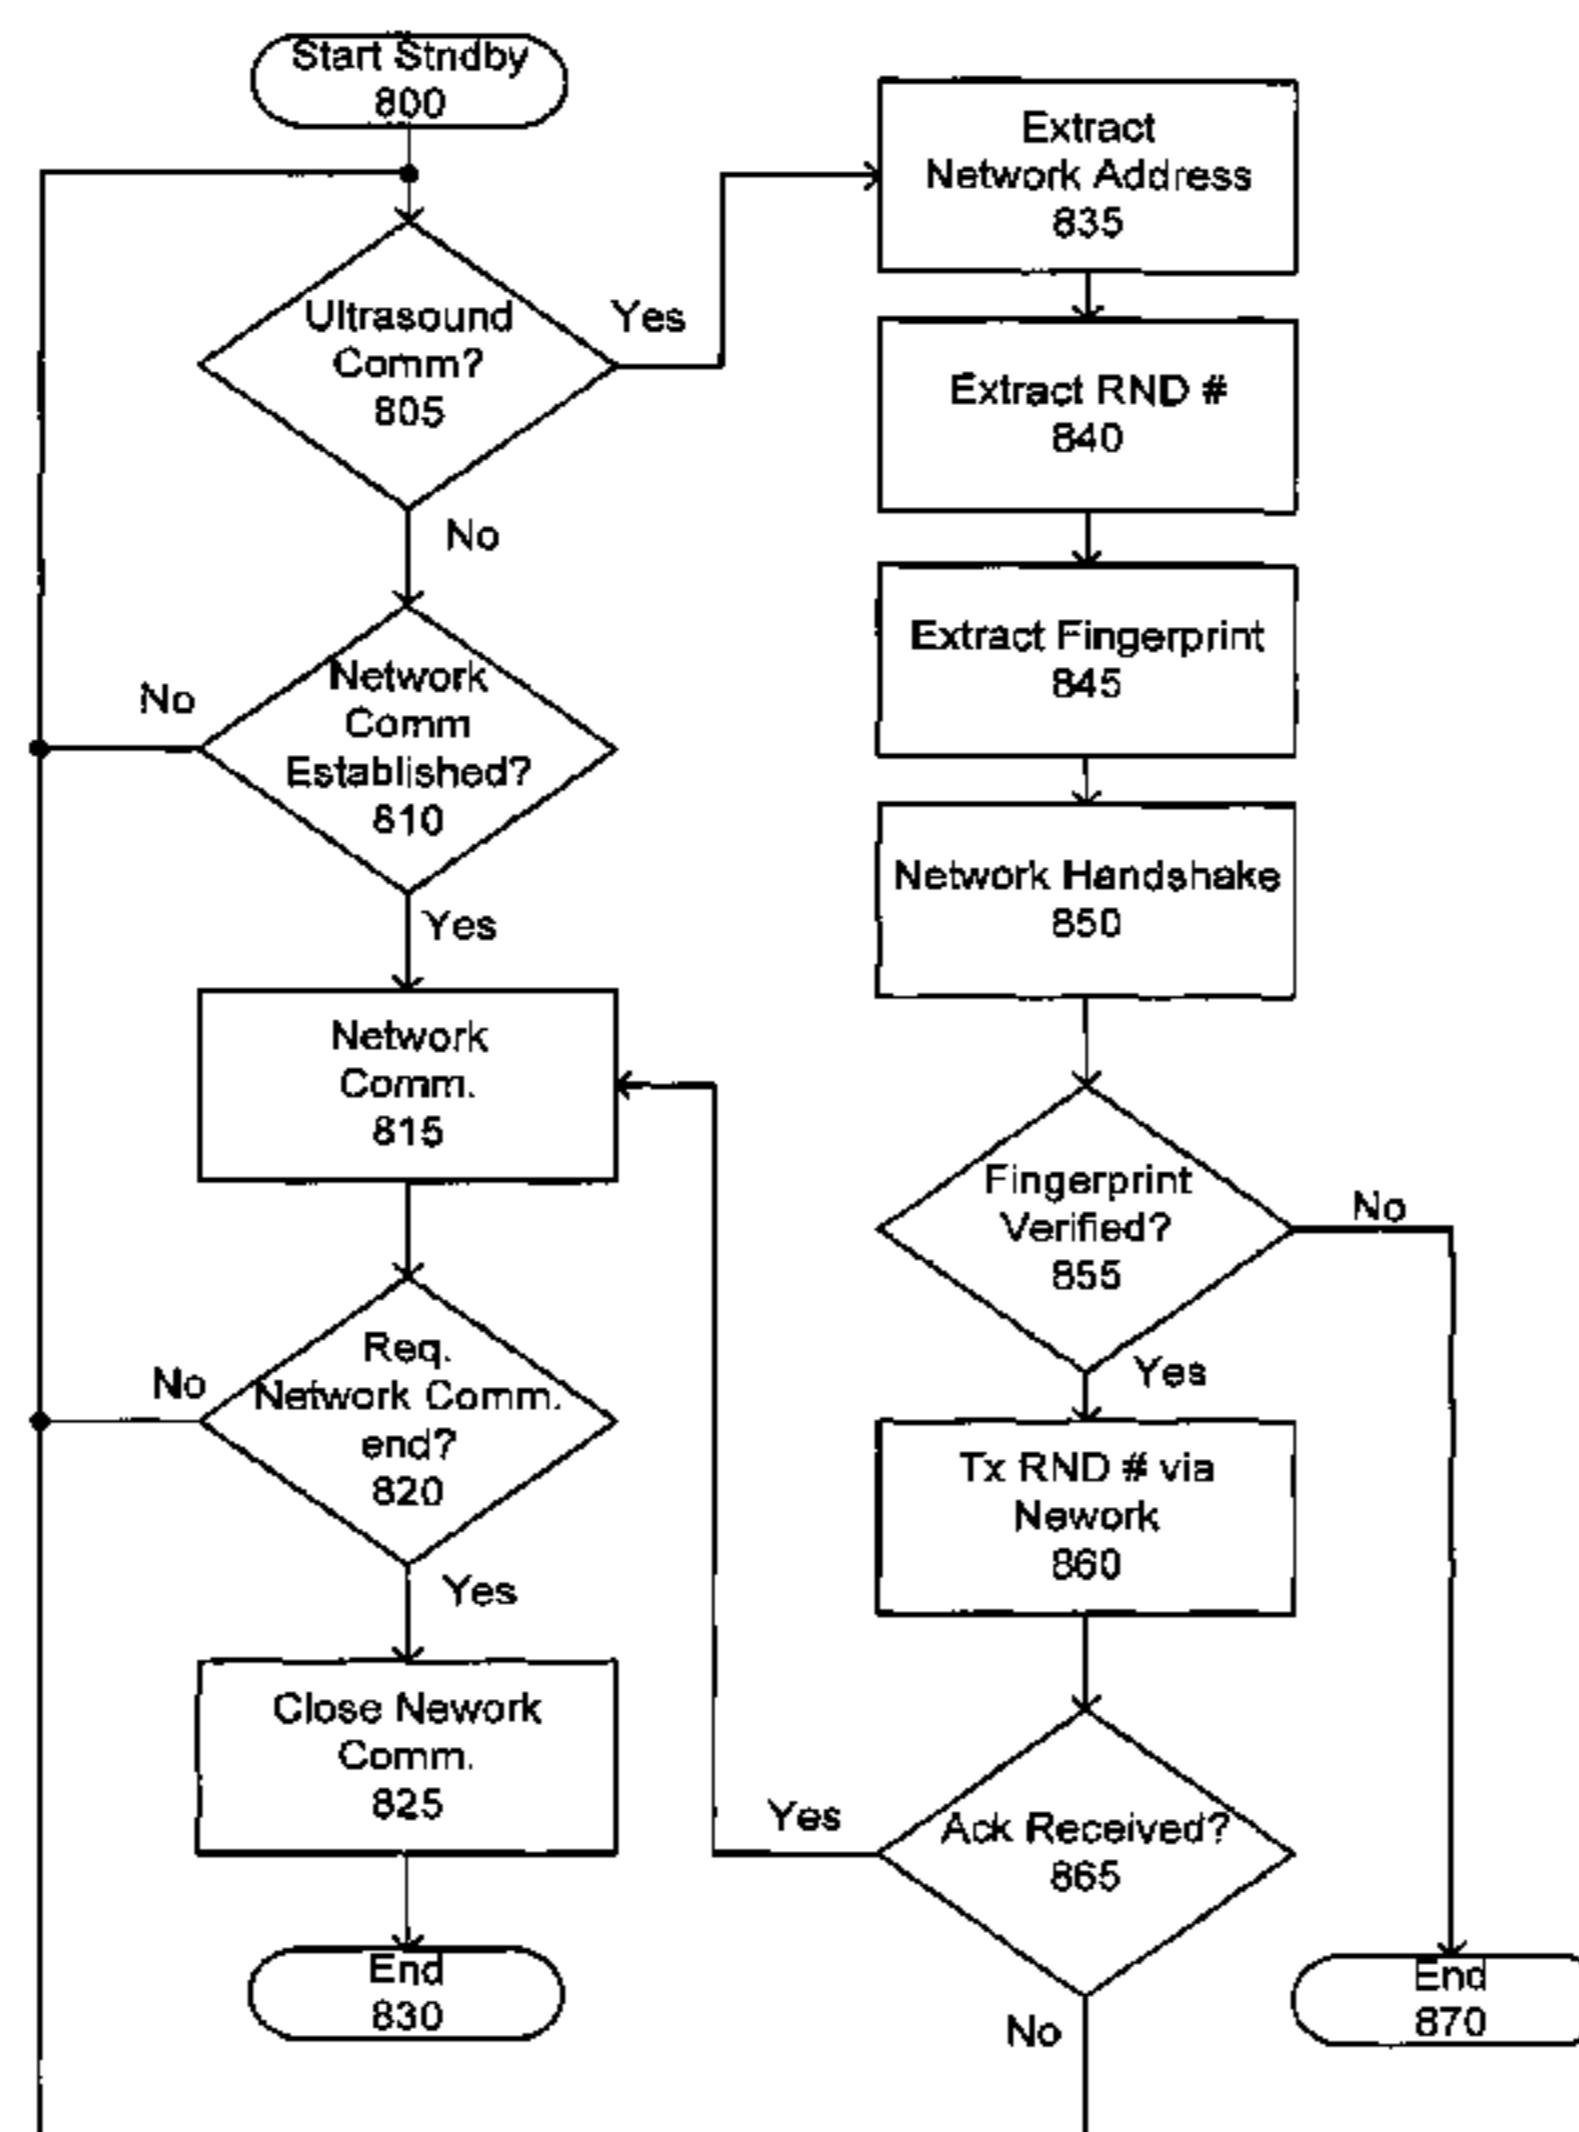 Start Stndby
800
Ultrasound
Comm?
805
Yes
No
Network
Comm
Established?
810
No
Yes
Network
Comm.
815
Req.
Network Comm.
end?
820
No
Yes
Close Nework
Comm.
825
End
830
Extract
Network Address
835
Extract RND #
840
Extract Fingerprint
845
Network Handshake
850
Fingerprint
Verified?
855
No
Yes
Tx RND # via
Nework
860
Ack Received?
865
Yes
No
End
870